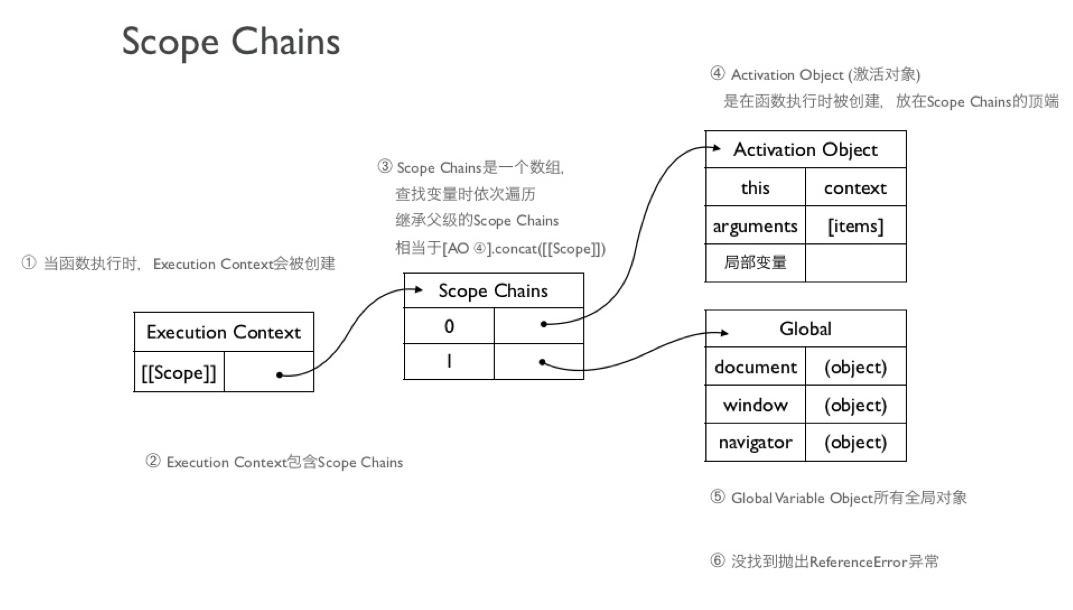 Scope Chains
④ Activation Object (激活对象)
是在函数执行时被创建，放在Scope Chains的顶端
Activation Object
this context
arguments [items]
局部变量
③ Scope Chains是一个数组，
查找变量时依次遍历
继承父级的Scope Chains
相当于[AO ④].concat([[Scope]])
① 当函数执行时，Execution Context会被创建
Scope Chains
0
1
Execution Context
[[Scope]]
Global
document (object)
window (object)
navigator (object)
② Execution Context包含Scope Chains
⑤ Global Variable Object所有全局对象
⑥ 没找到抛出ReferenceError异常